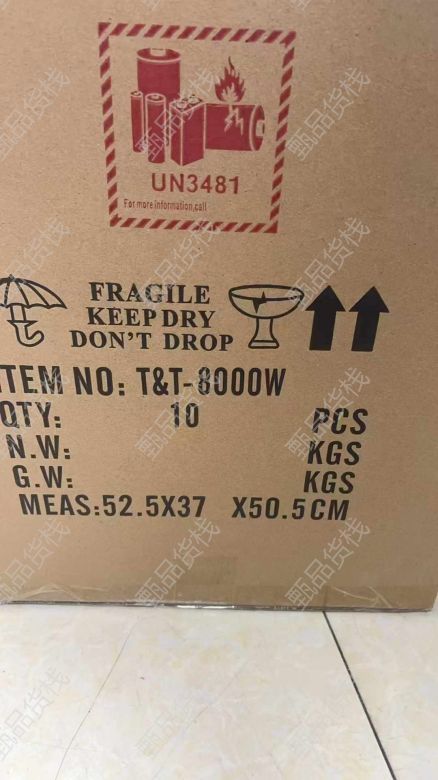 UN3481
For more information,call
FRAGILE
KEEP DRY
DON'T DROP
ITEM NO: T&T-8000W
QTY: 10 PCS
N.W: KGS
G.W: KGS
MEAS:52.5X37 X50.5CM
甄品货栈